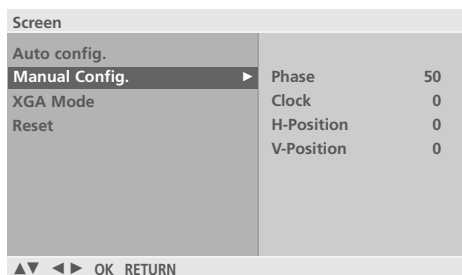 Screen
Auto config.
Manual Config. ▶ Phase 50
XGA Mode Clock 0
Reset H-Position 0
V-Position 0
▲▼ ◀▶ OK RETURN